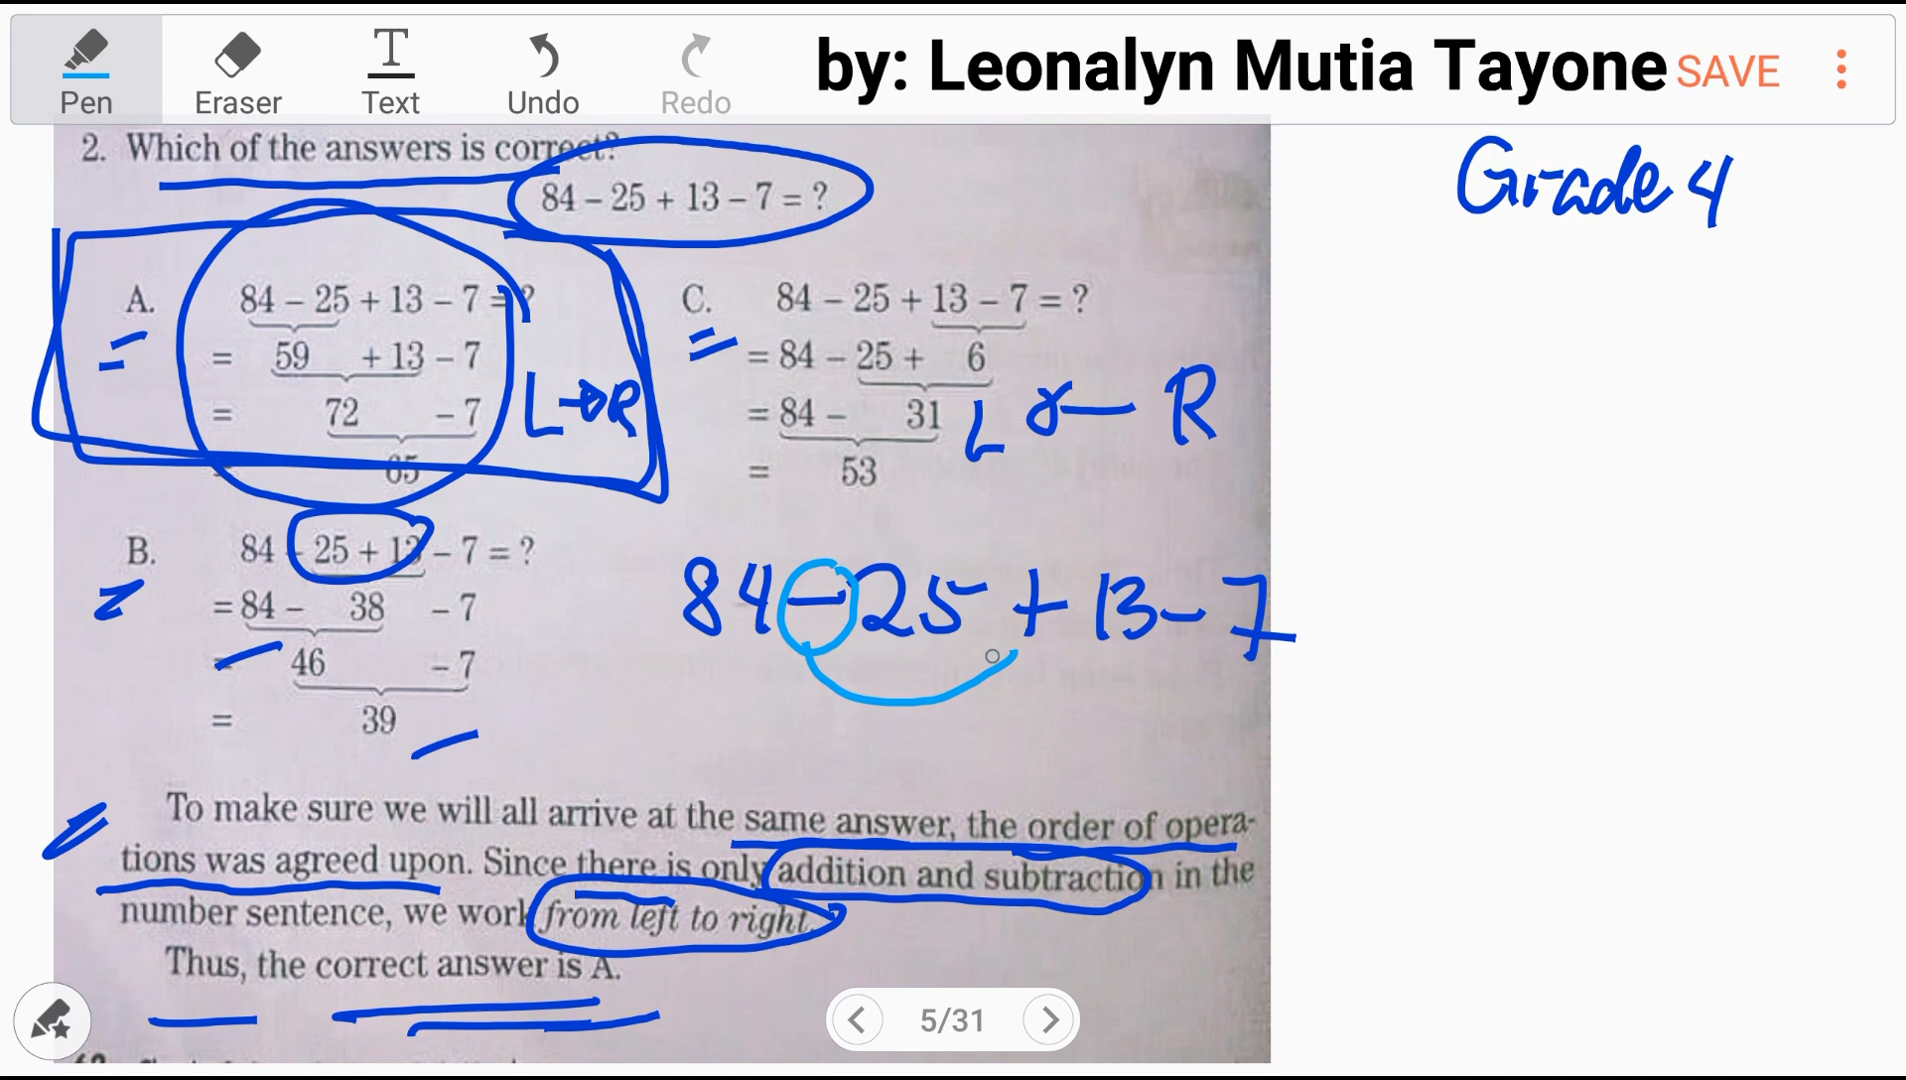 Pen
Eraser
Text
Undo
Redo
by: Leonalyn Mutia Tayone
SAVE
Grade 4
2. Which of the answers is correct?
84 – 25 + 13 – 7 = ?
A. 84 – 25 + 13 – 7 = ?
= 59 + 13 – 7
= 72 – 7
= 65
L → R
B. 84 – 25 + 13 – 7 = ?
= 84 – 38 – 7
= 46 – 7
= 39
C. 84 – 25 + 13 – 7 = ?
= 84 – 25 + 6
= 84 – 31
= 53
L ← R
84 – 25 + 13 – 7
To make sure we will all arrive at the same answer, the order of opera-
tions was agreed upon. Since there is only addition and subtraction in the
number sentence, we work from left to right.
Thus, the correct answer is A.
5/31